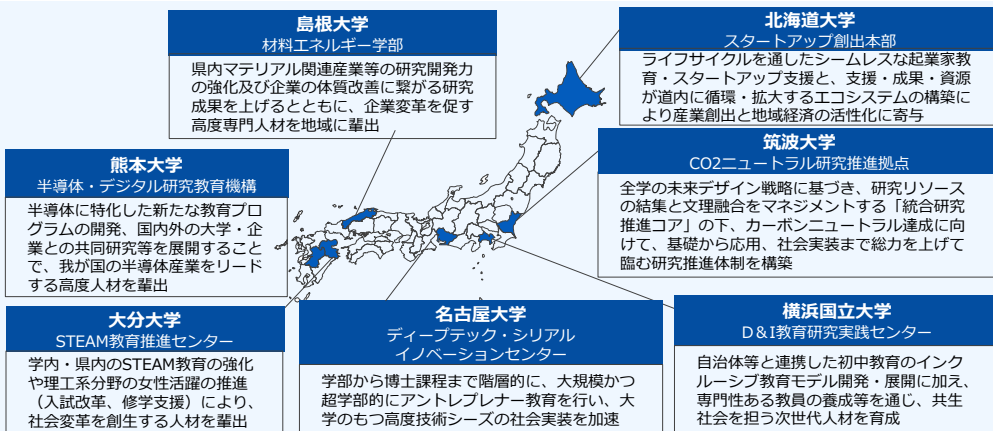 島根大学
材料エネルギー学部
県内マテリアル関連産業等の研究開発力
の強化及び企業の体質改善に繋がる研究
成果を上げるとともに、企業変革を促す
高度専門人材を地域に輩出
北海道大学
スタートアップ創出本部
ライフサイクルを通したシームレスな起業家教
育・スタートアップ支援と、支援・成果・資源
が道内に循環・拡大するエコシステムの構築に
より産業創出と地域経済の活性化に寄与
熊本大学
半導体・デジタル研究教育機構
半導体に特化した新たな教育プロ
グラムの開発、国内外の大学・企
業との共同研究等を展開すること
で、我が国の半導体産業をリード
する高度人材を輩出
筑波大学
CO2ニュートラル研究推進拠点
全学の未来デザイン戦略に基づき、研究リソース
の結集と文理融合をマネジメントする「統合研究
推進コア」の下、カーボンニュートラル達成に向
けて、基礎から応用、社会実装まで総力を上げて
臨む研究推進体制を構築
大分大学
STEAM教育推進センター
学内・県内のSTEAM教育の強化
や理工系分野の女性活躍の推進
（入試改革、修学支援）により、
社会変革を創生する人材を輩出
名古屋大学
ディープテック・シリアル
イノベーションセンター
学部から博士課程まで階層的に、大規模かつ
超学部的にアントレプレナー教育を行い、大
学のもつ高度技術シーズの社会実装を加速
横浜国立大学
D&I教育研究実践センター
自治体等と連携した初中教育のインク
ルーシブ教育モデル開発・展開に加え、
専門性ある教員の養成等を通じ、共生
社会を担う次世代人材を育成